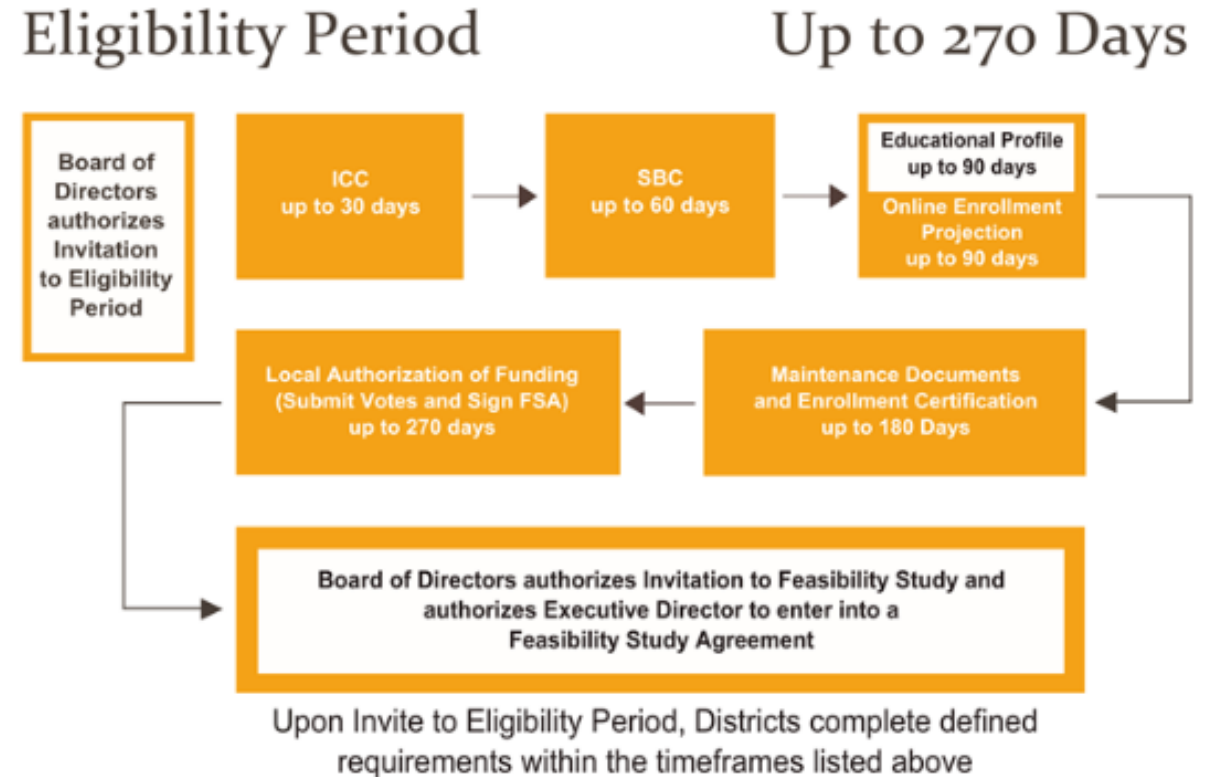 Eligibility Period
Up to 270 Days
Board of
Directors
authorizes
Invitation
to Eligibility
Period
ICC
up to 30 days
SBC
up to 60 days
Educational Profile
up to 90 days
Online Enrollment
Projection
up to 90 days
Maintenance Documents
and Enrollment Certification
up to 180 Days
Local Authorization of Funding
(Submit Votes and Sign FSA)
up to 270 days
Board of Directors authorizes Invitation to Feasibility Study and
authorizes Executive Director to enter into a
Feasibility Study Agreement
Upon Invite to Eligibility Period, Districts complete defined
requirements within the timeframes listed above